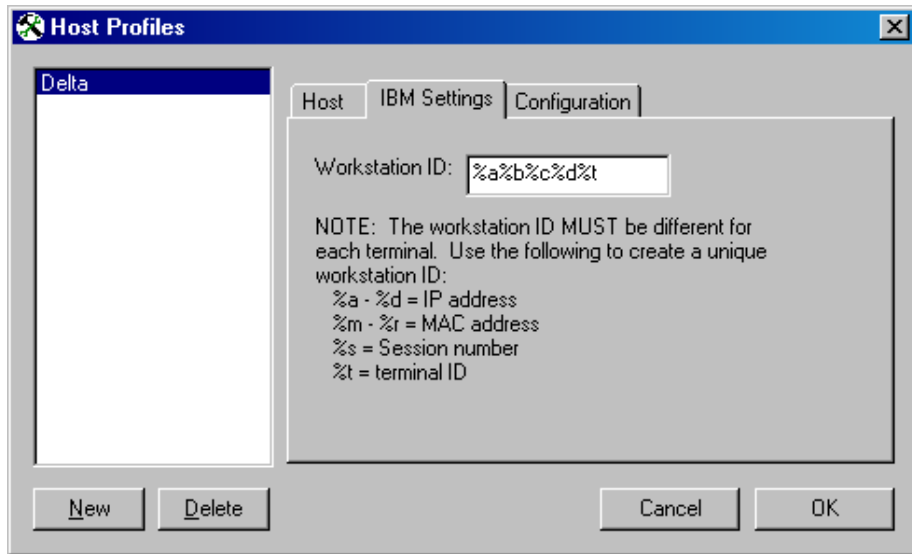 Host Profiles
Delta
Host IBM Settings Configuration
Workstation ID: %a%b%c%d%t
NOTE: The workstation ID MUST be different for
each terminal. Use the following to create a unique
workstation ID:
%a - %d = IP address
%m - %r = MAC address
%s = Session number
%t = terminal ID
New Delete Cancel OK